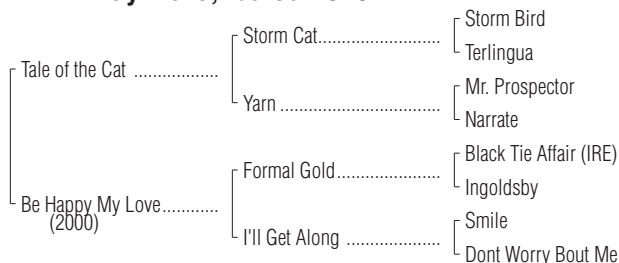 Storm Bird
Storm Cat..........................
Terlingua
Tale of the Cat ..................
Mr. Prospector
Yarn ..................................
Narrate
Black Tie Affair (IRE)
Formal Gold......................
Ingoldsby
Be Happy My Love............
(2000)
Smile
I'll Get Along ....................
Dont Worry Bout Me